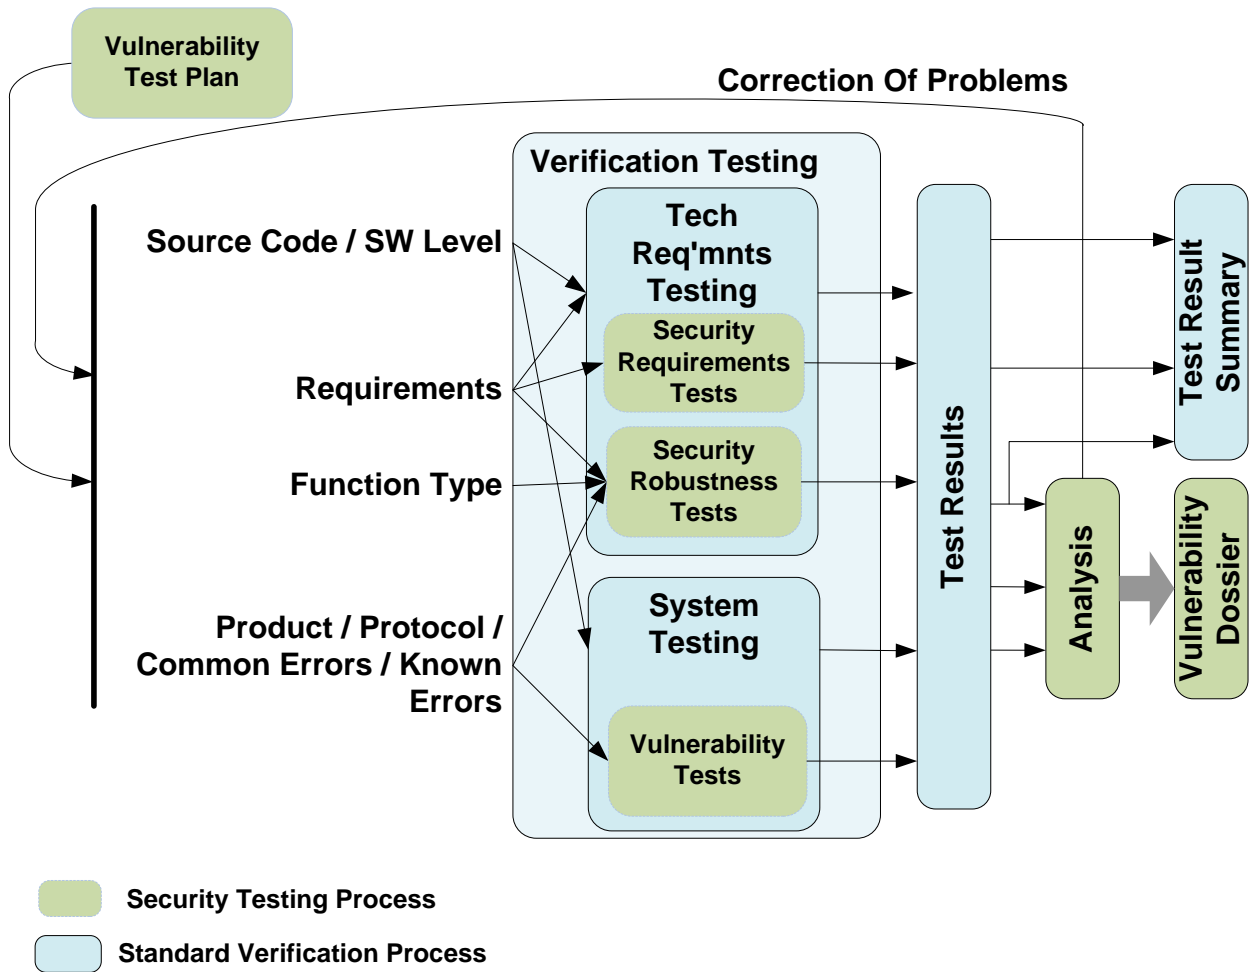 Vulnerability
Test Plan
Correction Of Problems
Verification Testing
Source Code / SW Level
Requirements
Function Type
Product / Protocol /
Common Errors / Known
Errors
Tech
Req'mnts
Testing
Security
Requirements
Tests
Security
Robustness
Tests
System
Testing
Vulnerability
Tests
Test Results
Analysis
Test Result
Summary
Vulnerability
Dossier
Security Testing Process
Standard Verification Process